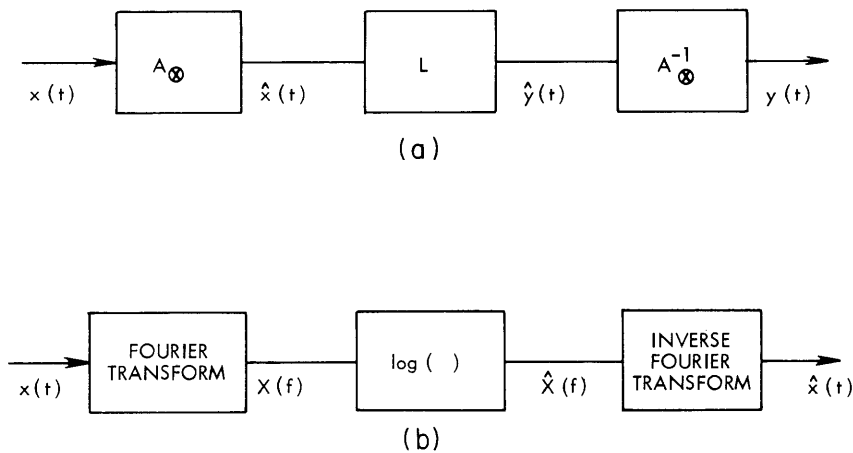 A⊗
L
A⁻¹⊗
x(t)
x̂(t)
ŷ(t)
y(t)
(a)
FOURIER
TRANSFORM
log( )
INVERSE
FOURIER
TRANSFORM
x(t)
X(f)
X̂(f)
x̂(t)
(b)